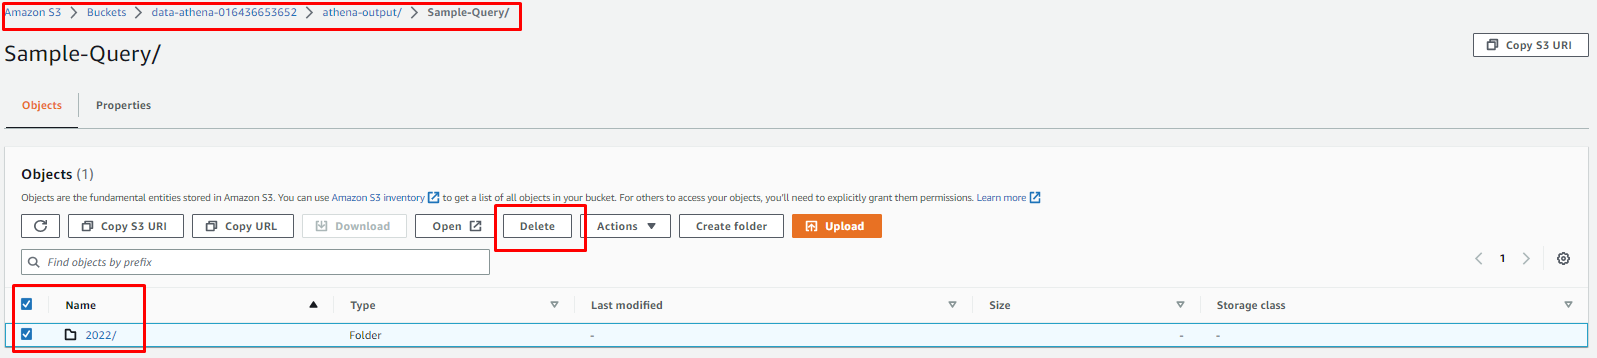 Amazon S3 > Buckets > data-athena-016436653652 > athena-output/ > Sample-Query/
Sample-Query/
Copy S3 URI
Objects Properties
Objects (1)
Objects are the fundamental entities stored in Amazon S3. You can use Amazon S3 inventory to get a list of all objects in your bucket. For others to access your objects, you'll need to explicitly grant them permissions. Learn more
Copy S3 URI Copy URL Download Open Delete Actions Create folder Upload
Find objects by prefix
1
Name Type Last modified Size Storage class
2022/ Folder - - -